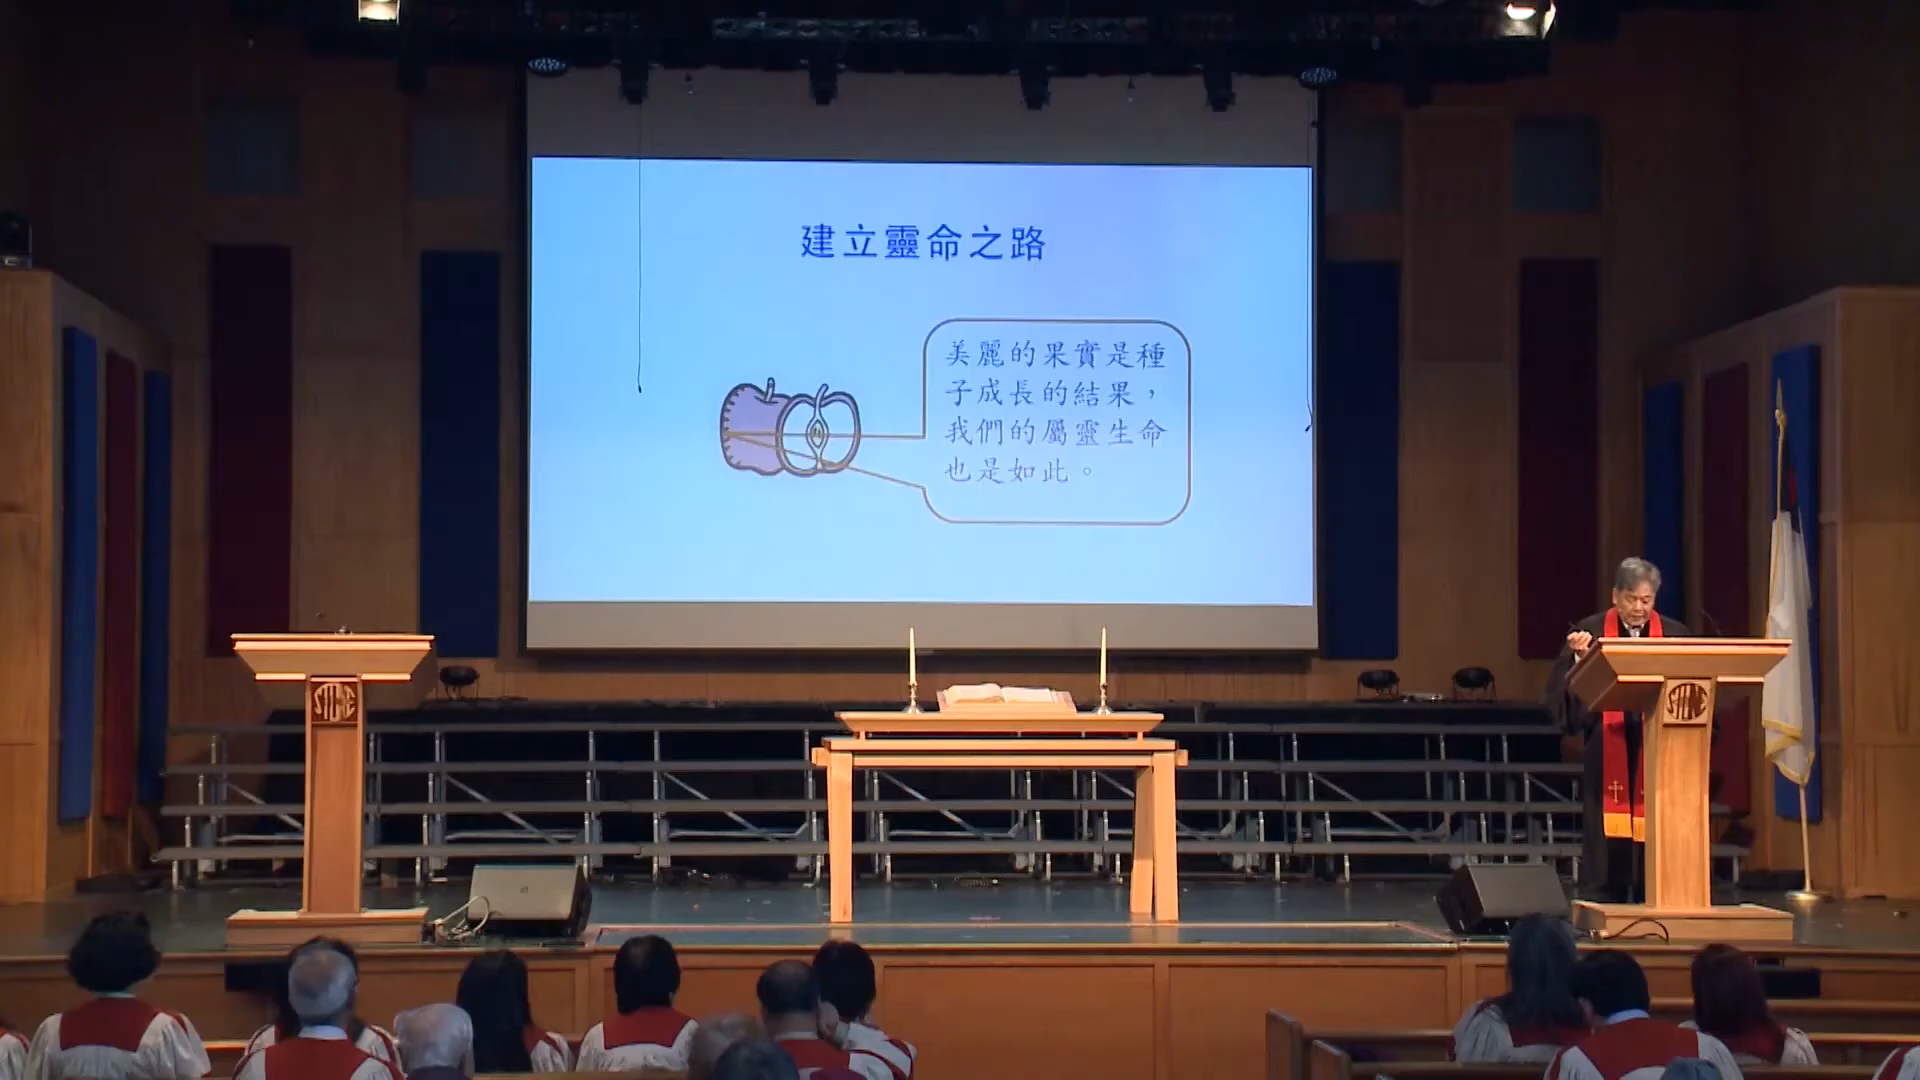 建立靈命之路
美麗的果實是種
子成長的結果，
我們的屬靈生命
也是如此。